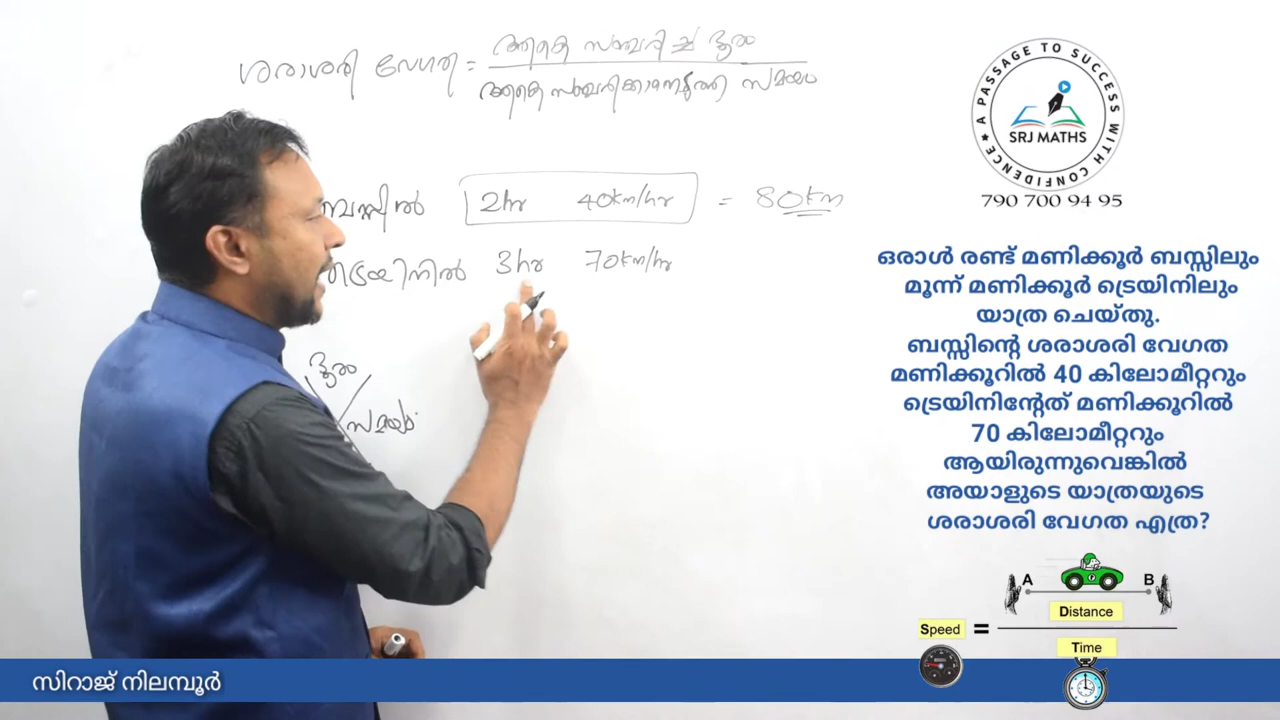 ശരാശരി വേഗത = ആകെ സഞ്ചരിച്ച ദൂരം
ആകെ സഞ്ചരിക്കാനെടുത്ത സമയം
ബസ്സിൽ 2hr 40km/hr = 80km
ട്രെയിനിൽ 3hr 70km/hr
ദൂരം
സമയം
A PASSAGE TO SUCCESS WITH CONFIDENCE
SRJ MATHS
790 700 94 95
ഒരാൾ രണ്ട് മണിക്കൂർ ബസ്സിലും
മൂന്ന് മണിക്കൂർ ട്രെയിനിലും
യാത്ര ചെയ്തു.
ബസ്സിന്റെ ശരാശരി വേഗത
മണിക്കൂറിൽ 40 കിലോമീറ്ററും
ട്രെയിനിന്റേത് മണിക്കൂറിൽ
70 കിലോമീറ്ററും
ആയിരുന്നുവെങ്കിൽ
അയാളുടെ യാത്രയുടെ
ശരാശരി വേഗത എത്ര?
A B
Distance
Speed =
Time
സിറാജ് നിലമ്പൂർ